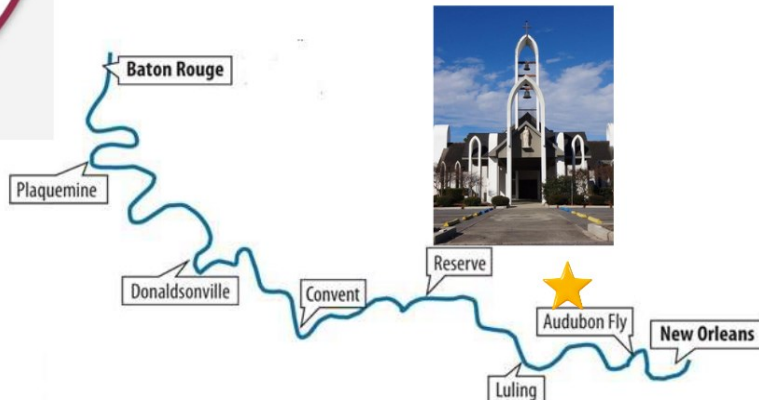 Baton Rouge
Plaquemine
Donaldsonville
Convent
Reserve
Audubon Fly
New Orleans
Luling